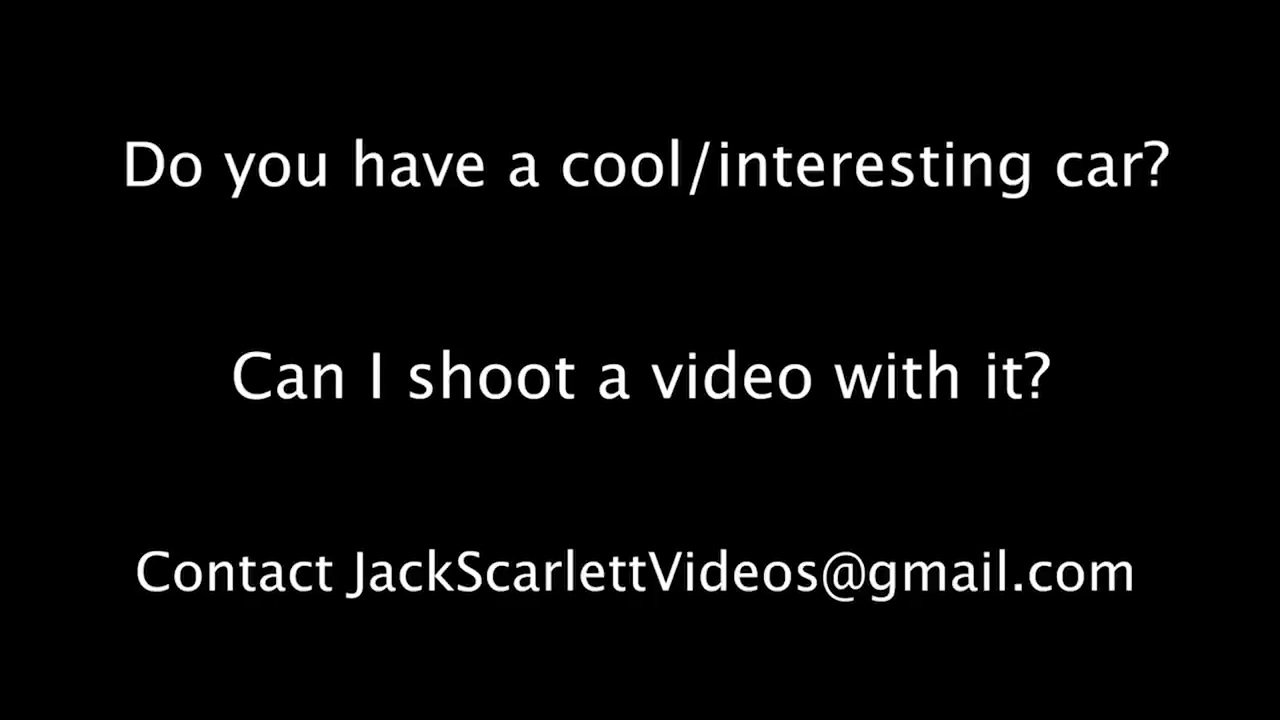 Do you have a cool/interesting car?
Can I shoot a video with it?
Contact JackScarlettVideos@gmail.com